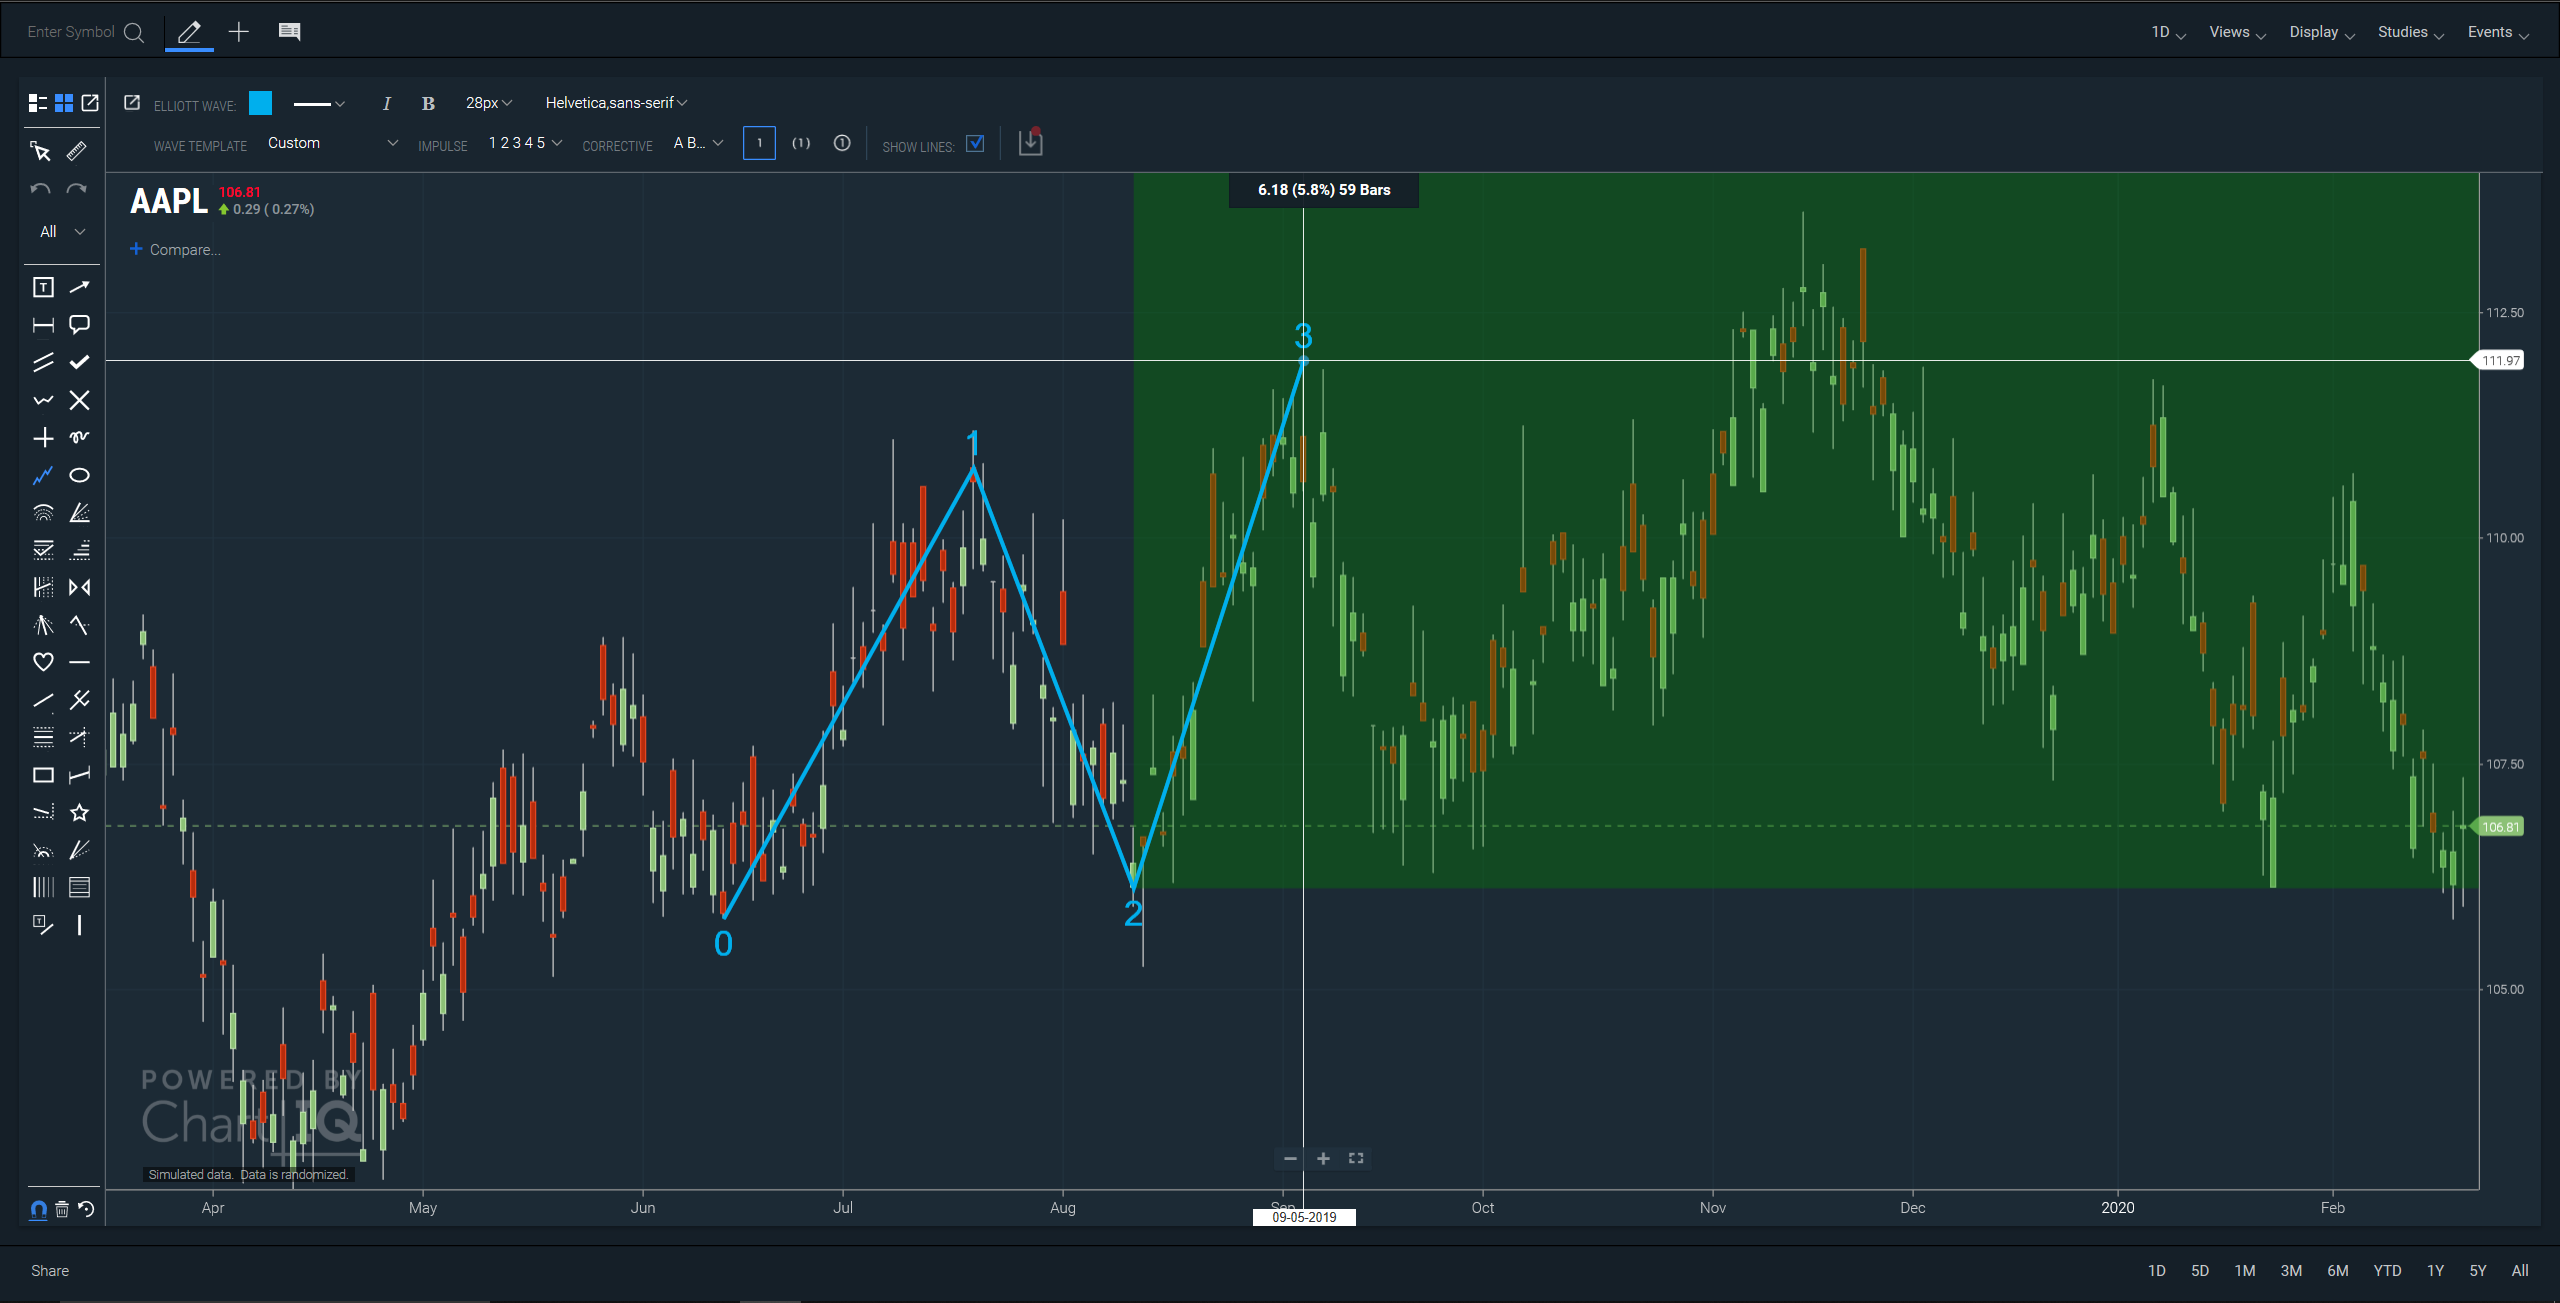 Enter Symbol
1D Views Display Studies Events
ELLIOTT WAVE: I B 28px Helvetica,sans-serif
WAVE TEMPLATE Custom IMPULSE 1 2 3 4 5 CORRECTIVE A B... 1 (1) 1 SHOW LINES:
AAPL 106.81
0.29 ( 0.27%)
+ Compare...
All
T
T
6.18 (5.8%) 59 Bars
3
1
2
0
112.50
111.97
110.00
107.50
106.81
105.00
POWERED BY
ChartIQ
Simulated data. Data is randomized.
Apr May Jun Jul Aug Sep Oct Nov Dec 2020 Feb
09-05-2019
Share
1D 5D 1M 3M 6M YTD 1Y 5Y All